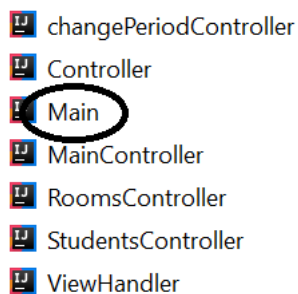 changePeriodController
Controller
Main
MainController
RoomsController
StudentsController
ViewHandler